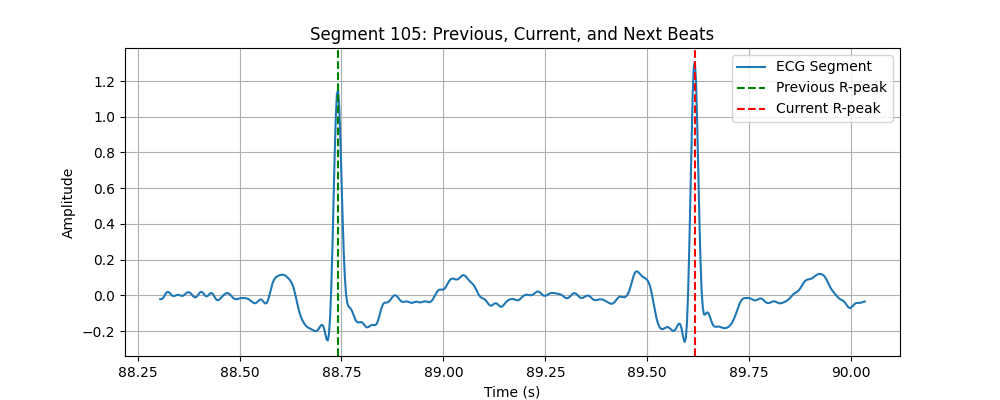 Segment 105: Previous, Current, and Next Beats
ECG Segment
Previous R-peak
Current R-peak
Amplitude
1.2
1.0
0.8
0.6
0.4
0.2
0.0
−0.2
88.25 88.50 88.75 89.00 89.25 89.50 89.75 90.00
Time (s)